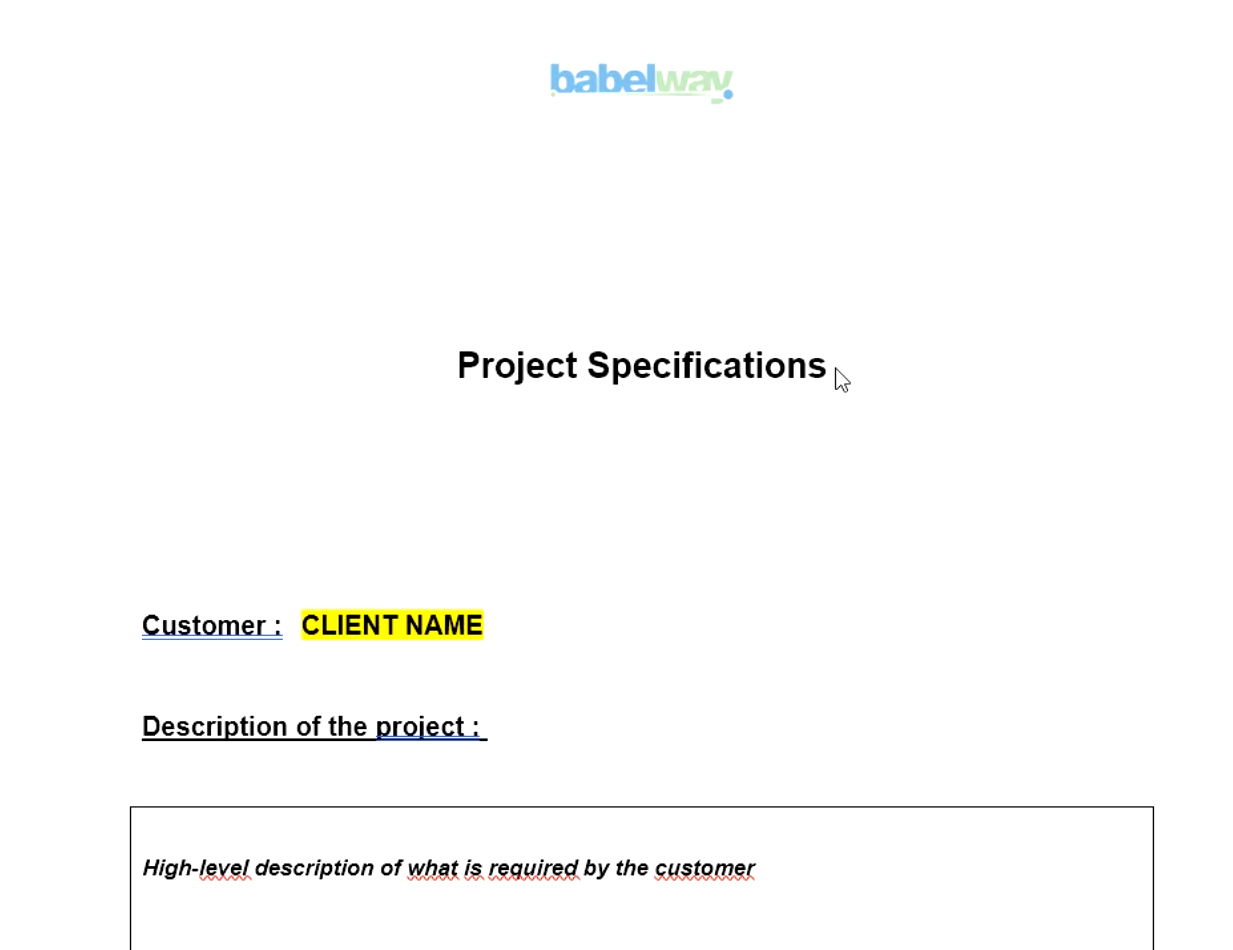 babelway
Project Specifications
Customer : CLIENT NAME
Description of the project :
High-level description of what is required by the customer